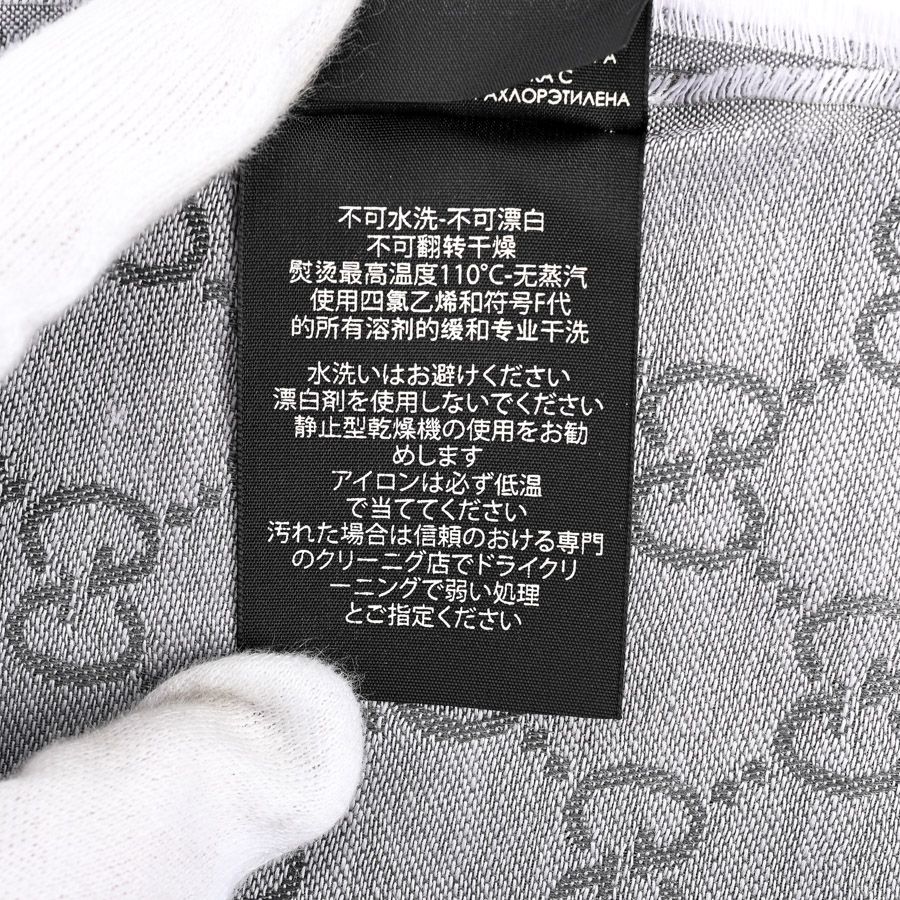 КА С
АХЛОРЭТИЛЕНА
不可水洗-不可漂白
不可翻转干燥
熨烫最高温度110°C-无蒸汽
使用四氯乙烯和符号F代
的所有溶剂的缓和专业干洗
水洗いはお避けください
漂白剤を使用しないでください
静止型乾燥機の使用をお勧
めします
アイロンは必ず低温
で当ててください
汚れた場合は信頼のおける専門
のクリーニング店でドライクリ
ーニングで弱い処理
とご指定ください